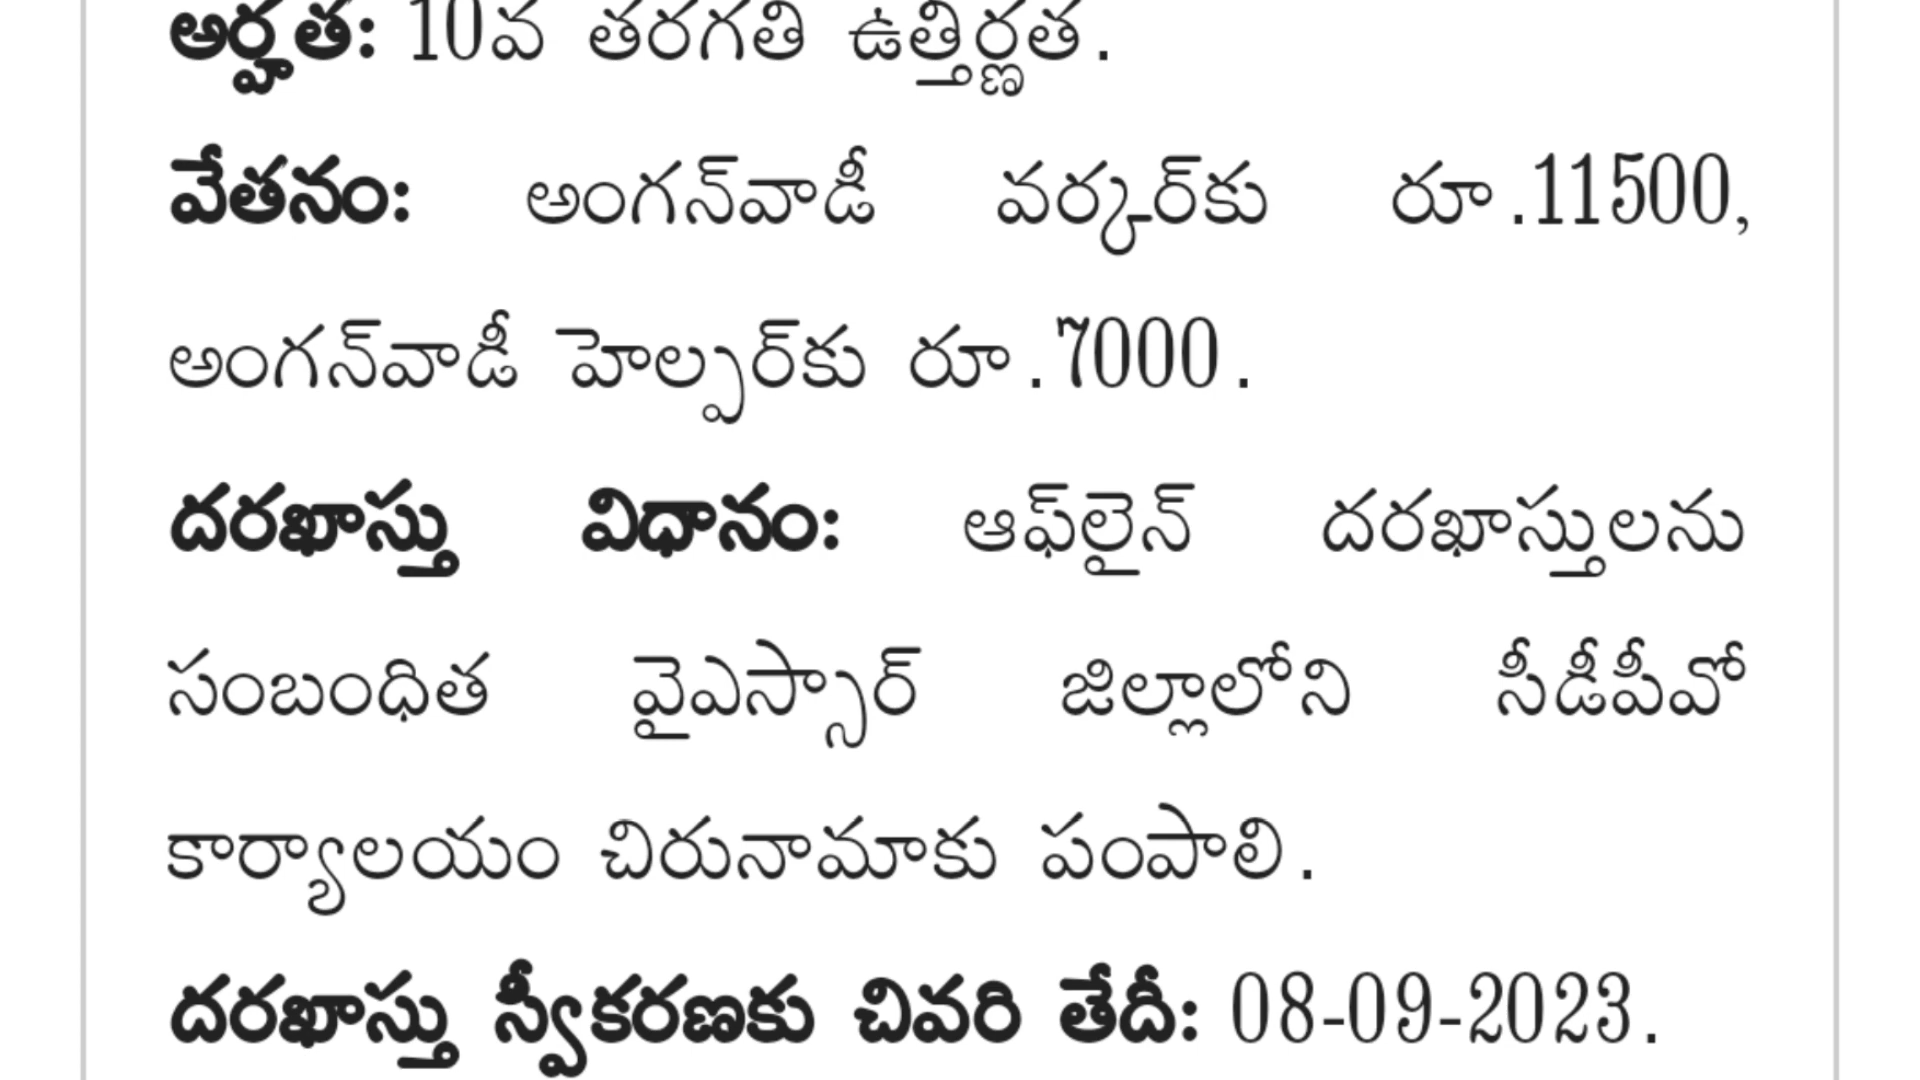 అర్హత: 10వ తరగతి ఉత్తిర్ణత.
వేతనం: అంగన్‌వాడీ వర్కర్‌కు రూ.11500,
అంగన్‌వాడీ హెల్పర్‌కు రూ.7000.
దరఖాస్తు విధానం: ఆఫ్‌లైన్ దరఖాస్తులను
సంబంధిత వైఎస్సార్ జిల్లాలోని సీడీపీవో
కార్యాలయం చిరునామాకు పంపాలి.
దరఖాస్తు స్వీకరణకు చివరి తేదీ: 08-09-2023.